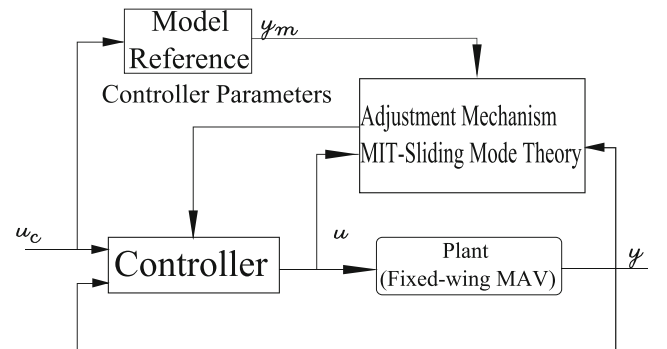 Model
Reference
y_m
Controller Parameters
Adjustment Mechanism
MIT-Sliding Mode Theory
u_c
Controller
u
Plant
(Fixed-wing MAV)
y